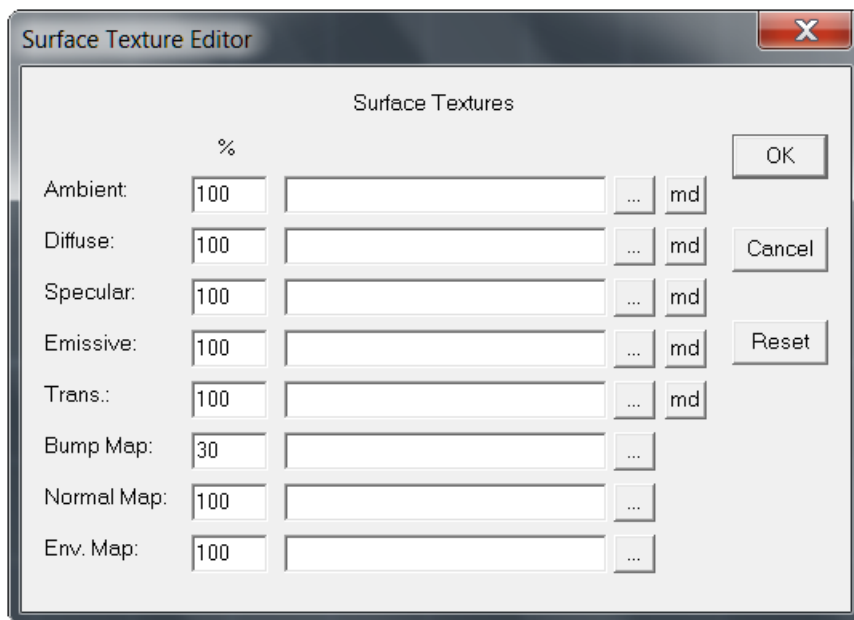 Surface Texture Editor
X
Surface Textures
%
OK
Ambient: 100 ... md
Diffuse: 100 ... md
Cancel
Specular: 100 ... md
Emissive: 100 ... md
Reset
Trans.: 100 ... md
Bump Map: 30 ...
Normal Map: 100 ...
Env. Map: 100 ...